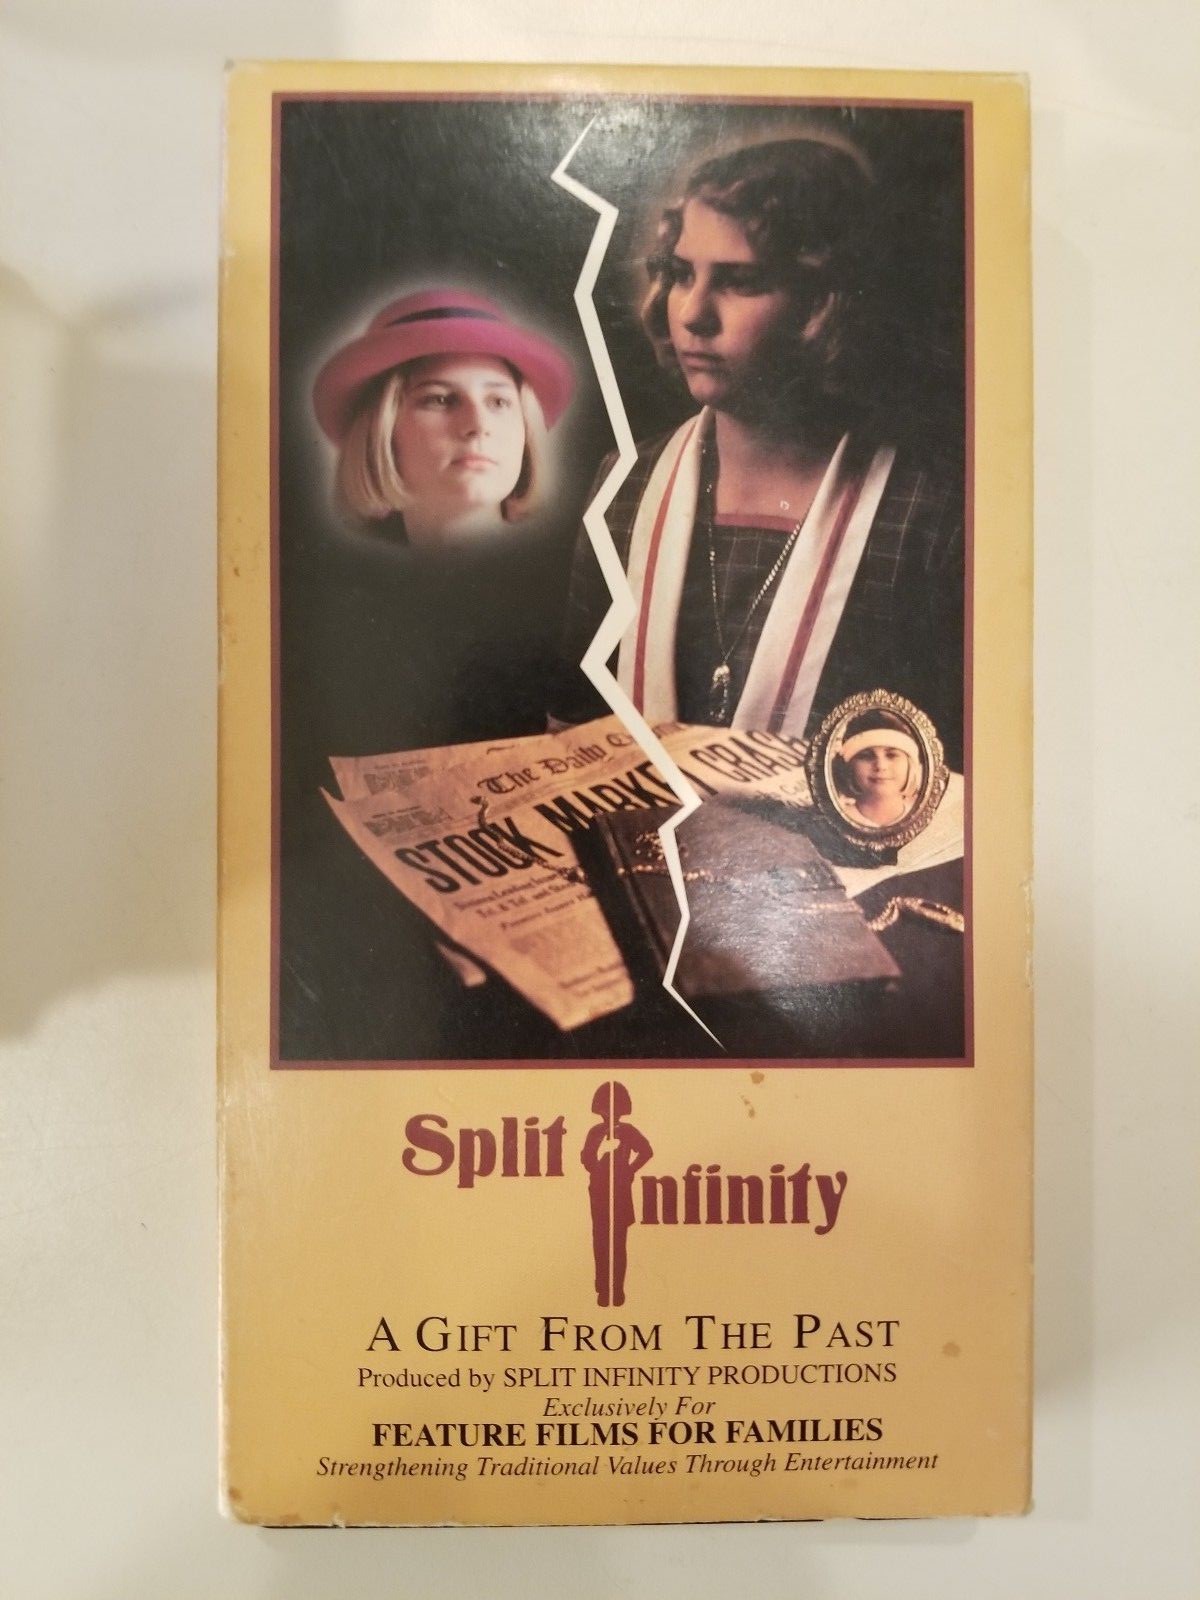 The Daily
STOCK MARKET CRASH
Split Infinity
A GIFT FROM THE PAST
Produced by SPLIT INFINITY PRODUCTIONS
Exclusively For
FEATURE FILMS FOR FAMILIES
Strengthening Traditional Values Through Entertainment